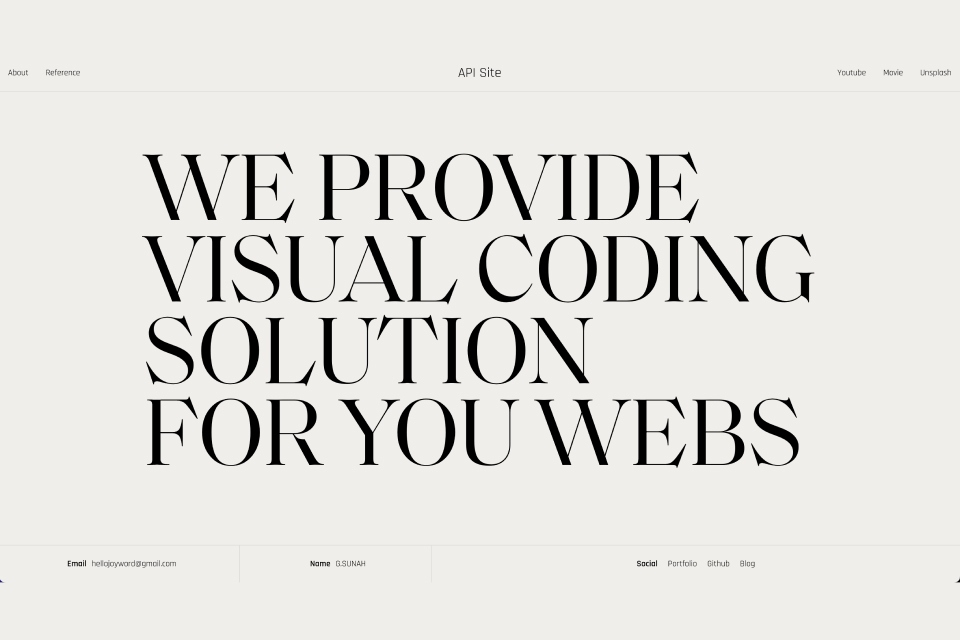 About Reference API Site Youtube Movie Unsplash
WE PROVIDE
VISUAL CODING
SOLUTION
FOR YOU WEBS
Email hellojoyword@gmail.com Name G.SUNAH Social Portfolio Github Blog